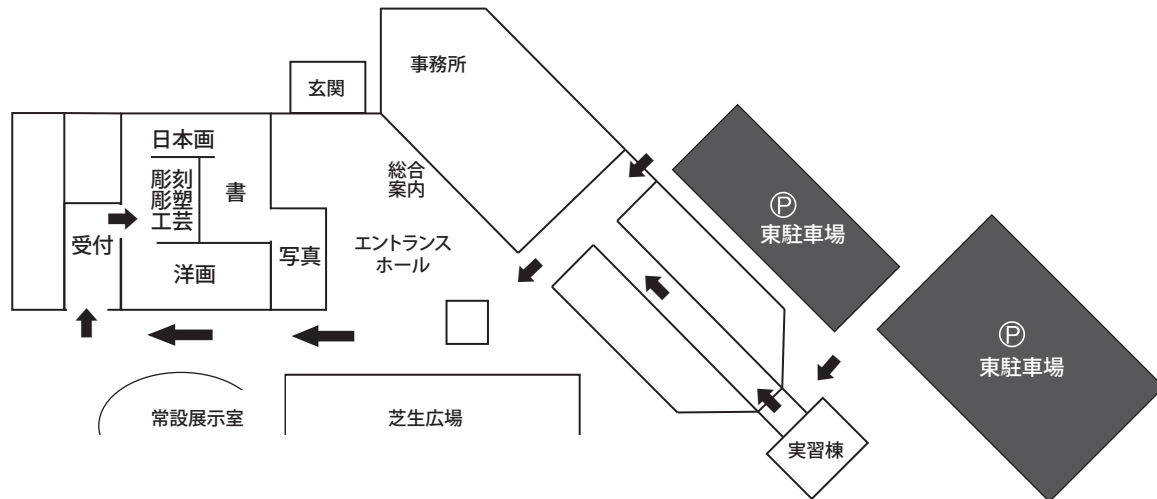 事務所
玄関
日本画
彫刻
彫塑
工芸
書
総合
案内
受付
写真
エントランス
ホール
洋画
Ⓟ
東駐車場
Ⓟ
東駐車場
常設展示室
芝生広場
実習棟